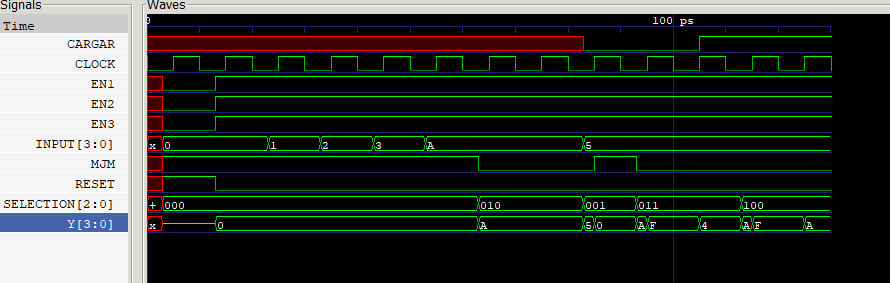 Signals
Waves
Time
0
100 ps
CARGAR
CLOCK
EN1
EN2
EN3
INPUT[3:0]
x 0 1 2 3 A 5
MJM
RESET
SELECTION[2:0]
+ 000 010 001 011 100
Y[3:0]
x 0 A 5 0 A F 4 A F A